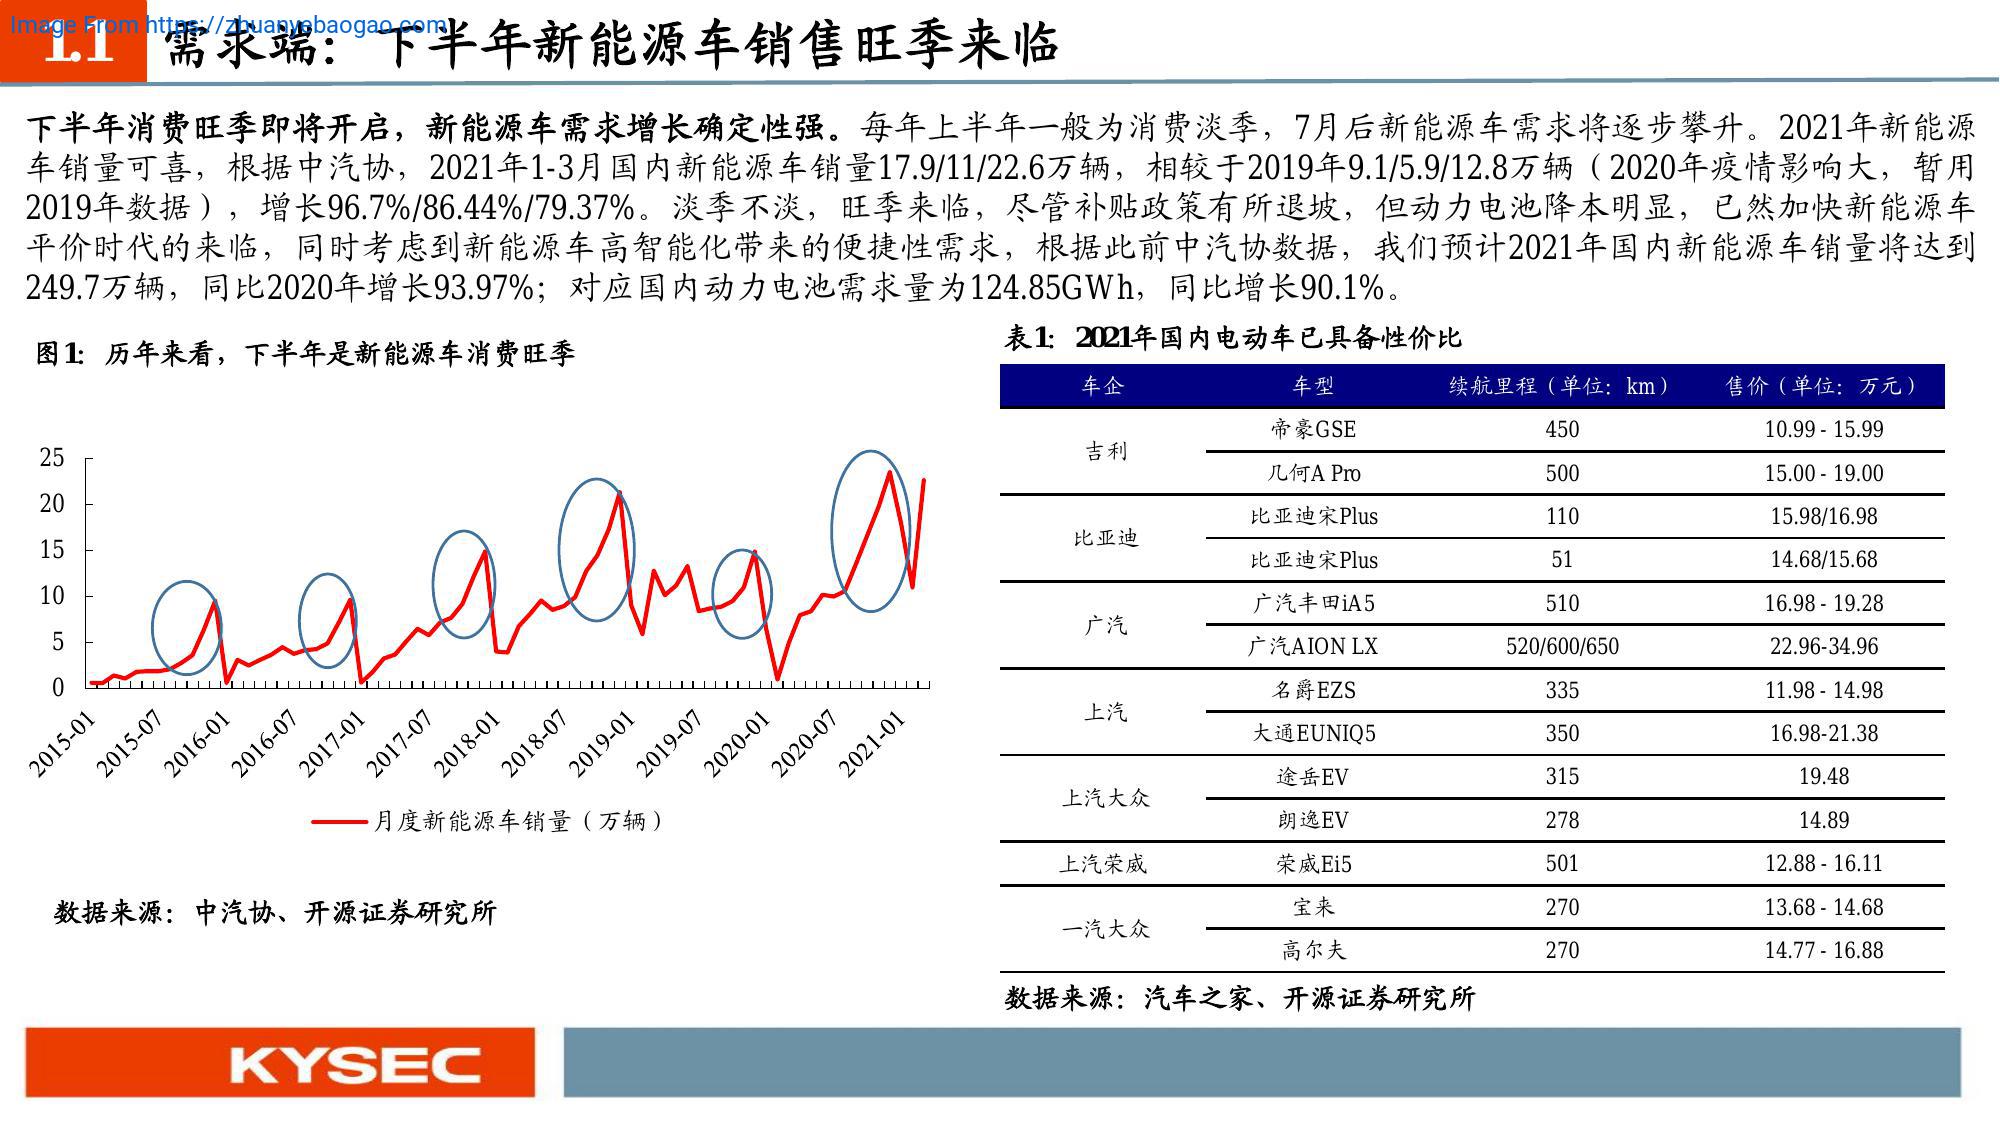 Image From https://zhuanyebaogao.com
1.1 需求端：下半年新能源车销售旺季来临
下半年消费旺季即将开启，新能源车需求增长确定性强。每年上半年一般为消费淡季，7月后新能源车需求将逐步攀升。2021年新能源
车销量可喜，根据中汽协，2021年1-3月国内新能源车销量17.9/11/22.6万辆，相较于2019年9.1/5.9/12.8万辆（2020年疫情影响大，暂用
2019年数据），增长96.7%/86.44%/79.37%。淡季不淡，旺季来临，尽管补贴政策有所退坡，但动力电池降本明显，已然加快新能源车
平价时代的来临，同时考虑到新能源车高智能化带来的便捷性需求，根据此前中汽协数据，我们预计2021年国内新能源车销量将达到
249.7万辆，同比2020年增长93.97%；对应国内动力电池需求量为124.85GWh，同比增长90.1%。
图1：历年来看，下半年是新能源车消费旺季
25
20
15
10
5
0
2015-01 2015-07 2016-01 2016-07 2017-01 2017-07 2018-01 2018-07 2019-01 2019-07 2020-01 2020-07 2021-01
月度新能源车销量（万辆）
数据来源：中汽协、开源证券研究所
表1：2021年国内电动车已具备性价比
车企 车型 续航里程（单位：km） 售价（单位：万元）
吉利 帝豪GSE 450 10.99 - 15.99
几何A Pro 500 15.00 - 19.00
比亚迪 比亚迪宋Plus 110 15.98/16.98
比亚迪宋Plus 51 14.68/15.68
广汽 广汽丰田iA5 510 16.98 - 19.28
广汽AION LX 520/600/650 22.96-34.96
上汽 名爵EZS 335 11.98 - 14.98
大通EUNIQ5 350 16.98-21.38
上汽大众 途岳EV 315 19.48
朗逸EV 278 14.89
上汽荣威 荣威Ei5 501 12.88 - 16.11
一汽大众 宝来 270 13.68 - 14.68
高尔夫 270 14.77 - 16.88
数据来源：汽车之家、开源证券研究所
KYSEC